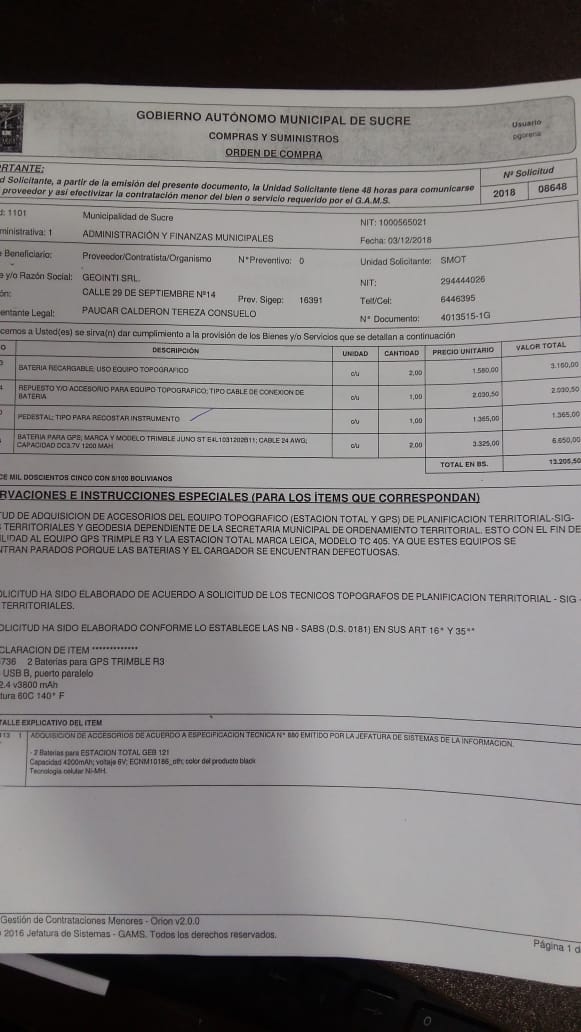 GOBIERNO AUTÓNOMO MUNICIPAL DE SUCRE
COMPRAS Y SUMINISTROS
ORDEN DE COMPRA
Usuario
pgorena
ORTANTE:
d Solicitante, a partir de la emisión del presente documento, la Unidad Solicitante tiene 48 horas para comunicarse
proveedor y así efectivizar la contratación menor del bien o servicio requerido por el G.A.M.S.
Nº Solicitud
2018 08648
d: 1101 Municipalidad de Sucre NIT: 1000565021
ministrativa: 1 ADMINISTRACIÓN Y FINANZAS MUNICIPALES Fecha: 03/12/2018
e Beneficiario: Proveedor/Contratista/Organismo N°Preventivo: 0 Unidad Solicitante: SMOT
e y/o Razón Social: GEOINTI SRL. NIT: 294444026
ón: CALLE 29 DE SEPTIEMBRE Nº14 Prev. Sigep: 16391 Telf/Cel: 6446395
entante Legal: PAUCAR CALDERON TEREZA CONSUELO N° Documento: 4013515-1G
cemos a Usted(es) se sirva(n) dar cumplimiento a la provisión de los Bienes y/o Servicios que se detallan a continuación
O DESCRIPCIÓN UNIDAD CANTIDAD PRECIO UNITARIO VALOR TOTAL
BATERIA RECARGABLE; USO EQUIPO TOPOGRAFICO c/u 2,00 1.580,00 3.160,00
REPUESTO Y/O ACCESORIO PARA EQUIPO TOPOGRAFICO; TIPO CABLE DE CONEXION DE
BATERIA c/u 1,00 2.030,50 2.030,50
PEDESTAL; TIPO PARA RECOSTAR INSTRUMENTO c/u 1,00 1.365,00 1.365,00
BATERIA PARA GPS; MARCA Y MODELO TRIMBLE JUNO ST E4L1031202B11; CABLE 24 AWG;
CAPACIDAD DC3.7V 1200 MAH c/u 2,00 3.325,00 6.650,00
TOTAL EN BS. 13.205,50
CE MIL DOSCIENTOS CINCO CON 5/100 BOLIVIANOS
RVACIONES E INSTRUCCIONES ESPECIALES (PARA LOS ÍTEMS QUE CORRESPONDAN)
TUD DE ADQUISICION DE ACCESORIOS DEL EQUIPO TOPOGRAFICO (ESTACION TOTAL Y GPS) DE PLANIFICACION TERRITORIAL-SIG-
S TERRITORIALES Y GEODESIA DEPENDIENTE DE LA SECRETARIA MUNICIPAL DE ORDENAMIENTO TERRITORIAL. ESTO CON EL FIN DE
ILIDAD AL EQUIPO GPS TRIMPLE R3 Y LA ESTACION TOTAL MARCA LEICA, MODELO TC 405. YA QUE ESTOS EQUIPOS SE
NTRAN PARADOS PORQUE LAS BATERIAS Y EL CARGADOR SE ENCUENTRAN DEFECTUOSAS.
OLICITUD HA SIDO ELABORADO DE ACUERDO A SOLICITUD DE LOS TECNICOS TOPOGRAFOS DE PLANIFICACION TERRITORIAL - SIG -
TERRITORIALES.
OLICITUD HA SIDO ELABORADO CONFORME LO ESTABLECE LAS NB - SABS (D.S. 0181) EN SUS ART 16° Y 35°°
CLARACION DE ITEM *************
3736 2 Baterias para GPS TRIMBLE R3
USB B, puerto paralelo
2.4 v3800 mAh
tura 60C 140° F
TALLE EXPLICATIVO DEL ITEM
113 1 ADQUISICION DE ACCESORIOS DE ACUERDO A ESPECIFICACION TECNICA N° 880 EMITIDO POR LA JEFATURA DE SISTEMAS DE LA INFORMACION.
- 2 Baterias para ESTACION TOTAL GEB 121
Capacidad 4200mAh; voltaje 6V; ECNM10186_oth; color del producto black
Tecnología celular Ni-MH.
Gestión de Contrataciones Menores - Orion v2.0.0
2016 Jefatura de Sistemas - GAMS. Todos los derechos reservados.
Página 1 d